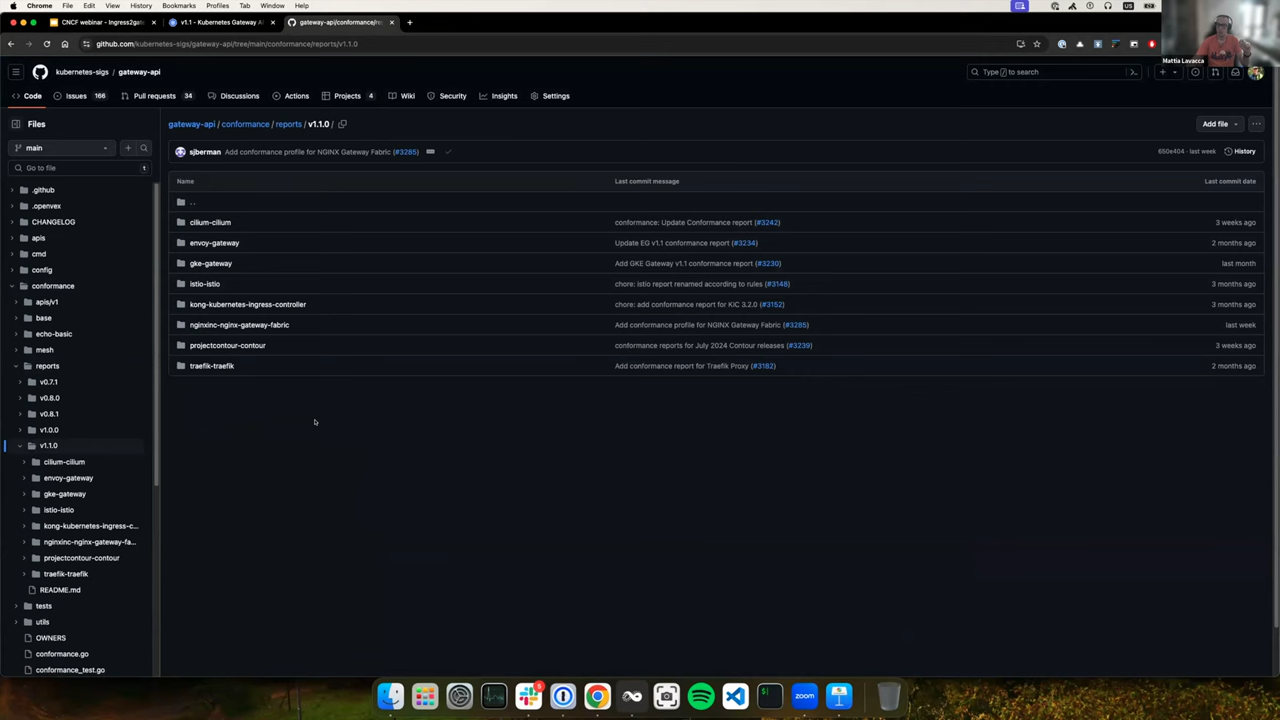 Chrome File Edit View History Bookmarks Profiles Tab Window Help
CNCF webinar - Ingress2gat
v1.1 - Kubernetes Gateway AI
gateway-api/conformance/rep
github.com/kubernetes-sigs/gateway-api/tree/main/conformance/reports/v1.1.0
Mattia Lavacca
kubernetes-sigs / gateway-api
Type / to search
Code Issues 166 Pull requests 34 Discussions Actions Projects 4 Wiki Security Insights Settings
Files
gateway-api / conformance / reports / v1.1.0 /
Add file
main
sjberman Add conformance profile for NGINX Gateway Fabric (#3285)
650e404 · last week History
Go to file t
Name Last commit message Last commit date
..
cilium-cilium conformance: Update Conformance report (#3242) 3 weeks ago
envoy-gateway Update EG v1.1 conformance report (#3234) 2 months ago
gke-gateway Add GKE Gateway v1.1 conformance report (#3230) last month
istio-istio chore: istio report renamed according to rules (#3148) 3 months ago
kong-kubernetes-ingress-controller chore: add conformance report for KIC 3.2.0 (#3152) 3 months ago
nginxinc-nginx-gateway-fabric Add conformance profile for NGINX Gateway Fabric (#3285) last week
projectcontour-contour conformance reports for July 2024 Contour releases (#3239) 3 weeks ago
traefik-traefik Add conformance report for Traefik Proxy (#3182) 2 months ago
.github
.openvex
CHANGELOG
apis
cmd
config
conformance
apis/v1
base
echo-basic
mesh
reports
v0.7.1
v0.8.0
v0.8.1
v1.0.0
v1.1.0
cilium-cilium
envoy-gateway
gke-gateway
istio-istio
kong-kubernetes-ingress-c...
nginxinc-nginx-gateway-fa...
projectcontour-contour
traefik-traefik
README.md
tests
utils
OWNERS
conformance.go
conformance_test.go